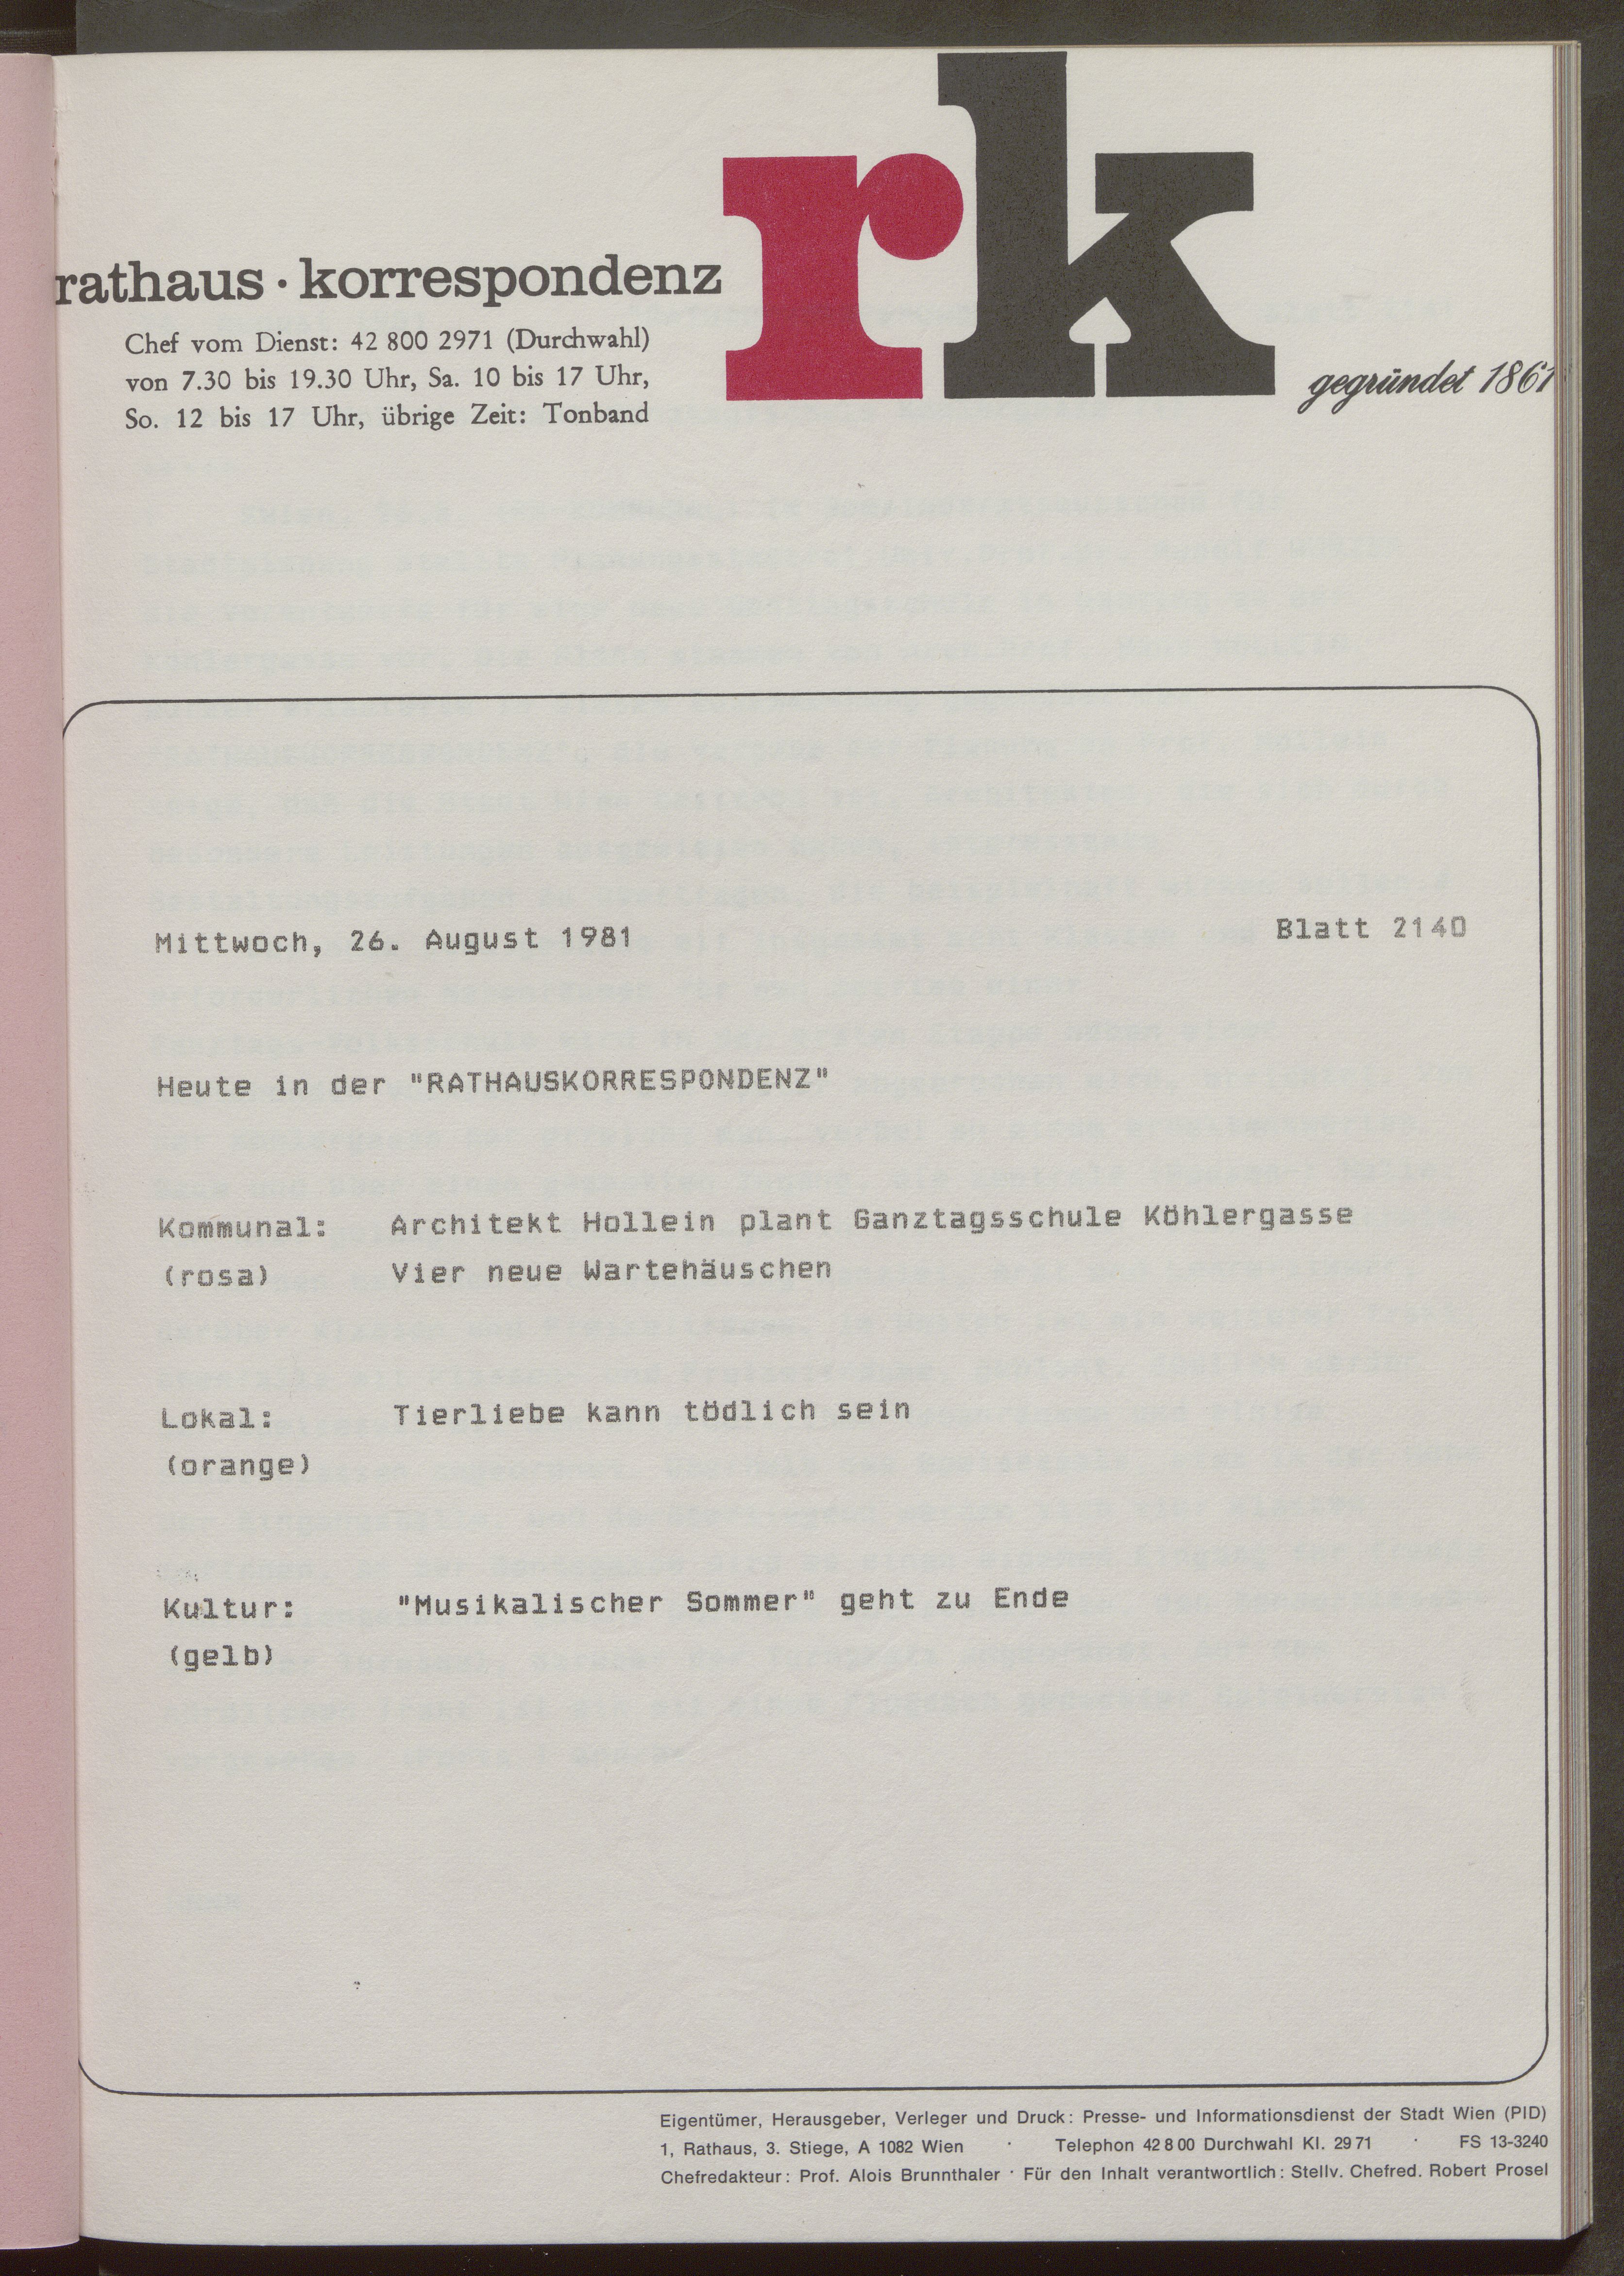 rk
rathaus · korrespondenz
Chef vom Dienst: 42 800 2971 (Durchwahl)
von 7.30 bis 19.30 Uhr, Sa. 10 bis 17 Uhr,
So. 12 bis 17 Uhr, übrige Zeit: Tonband
gegründet 1861
Mittwoch, 26. August 1981 Blatt 2140
Heute in der "RATHAUSKORRESPONDENZ"
Kommunal: Architekt Hollein plant Ganztagsschule Köhlergasse
(rosa) Vier neue Wartehäuschen
Lokal: Tierliebe kann tödlich sein
(orange)
Kultur: "Musikalischer Sommer" geht zu Ende
(gelb)
Eigentümer, Herausgeber, Verleger und Druck: Presse- und Informationsdienst der Stadt Wien (PID)
1, Rathaus, 3. Stiege, A 1082 Wien · Telephon 42 8 00 Durchwahl Kl. 29 71 · FS 13-3240
Chefredakteur: Prof. Alois Brunnthaler · Für den Inhalt verantwortlich: Stellv. Chefred. Robert Prosel